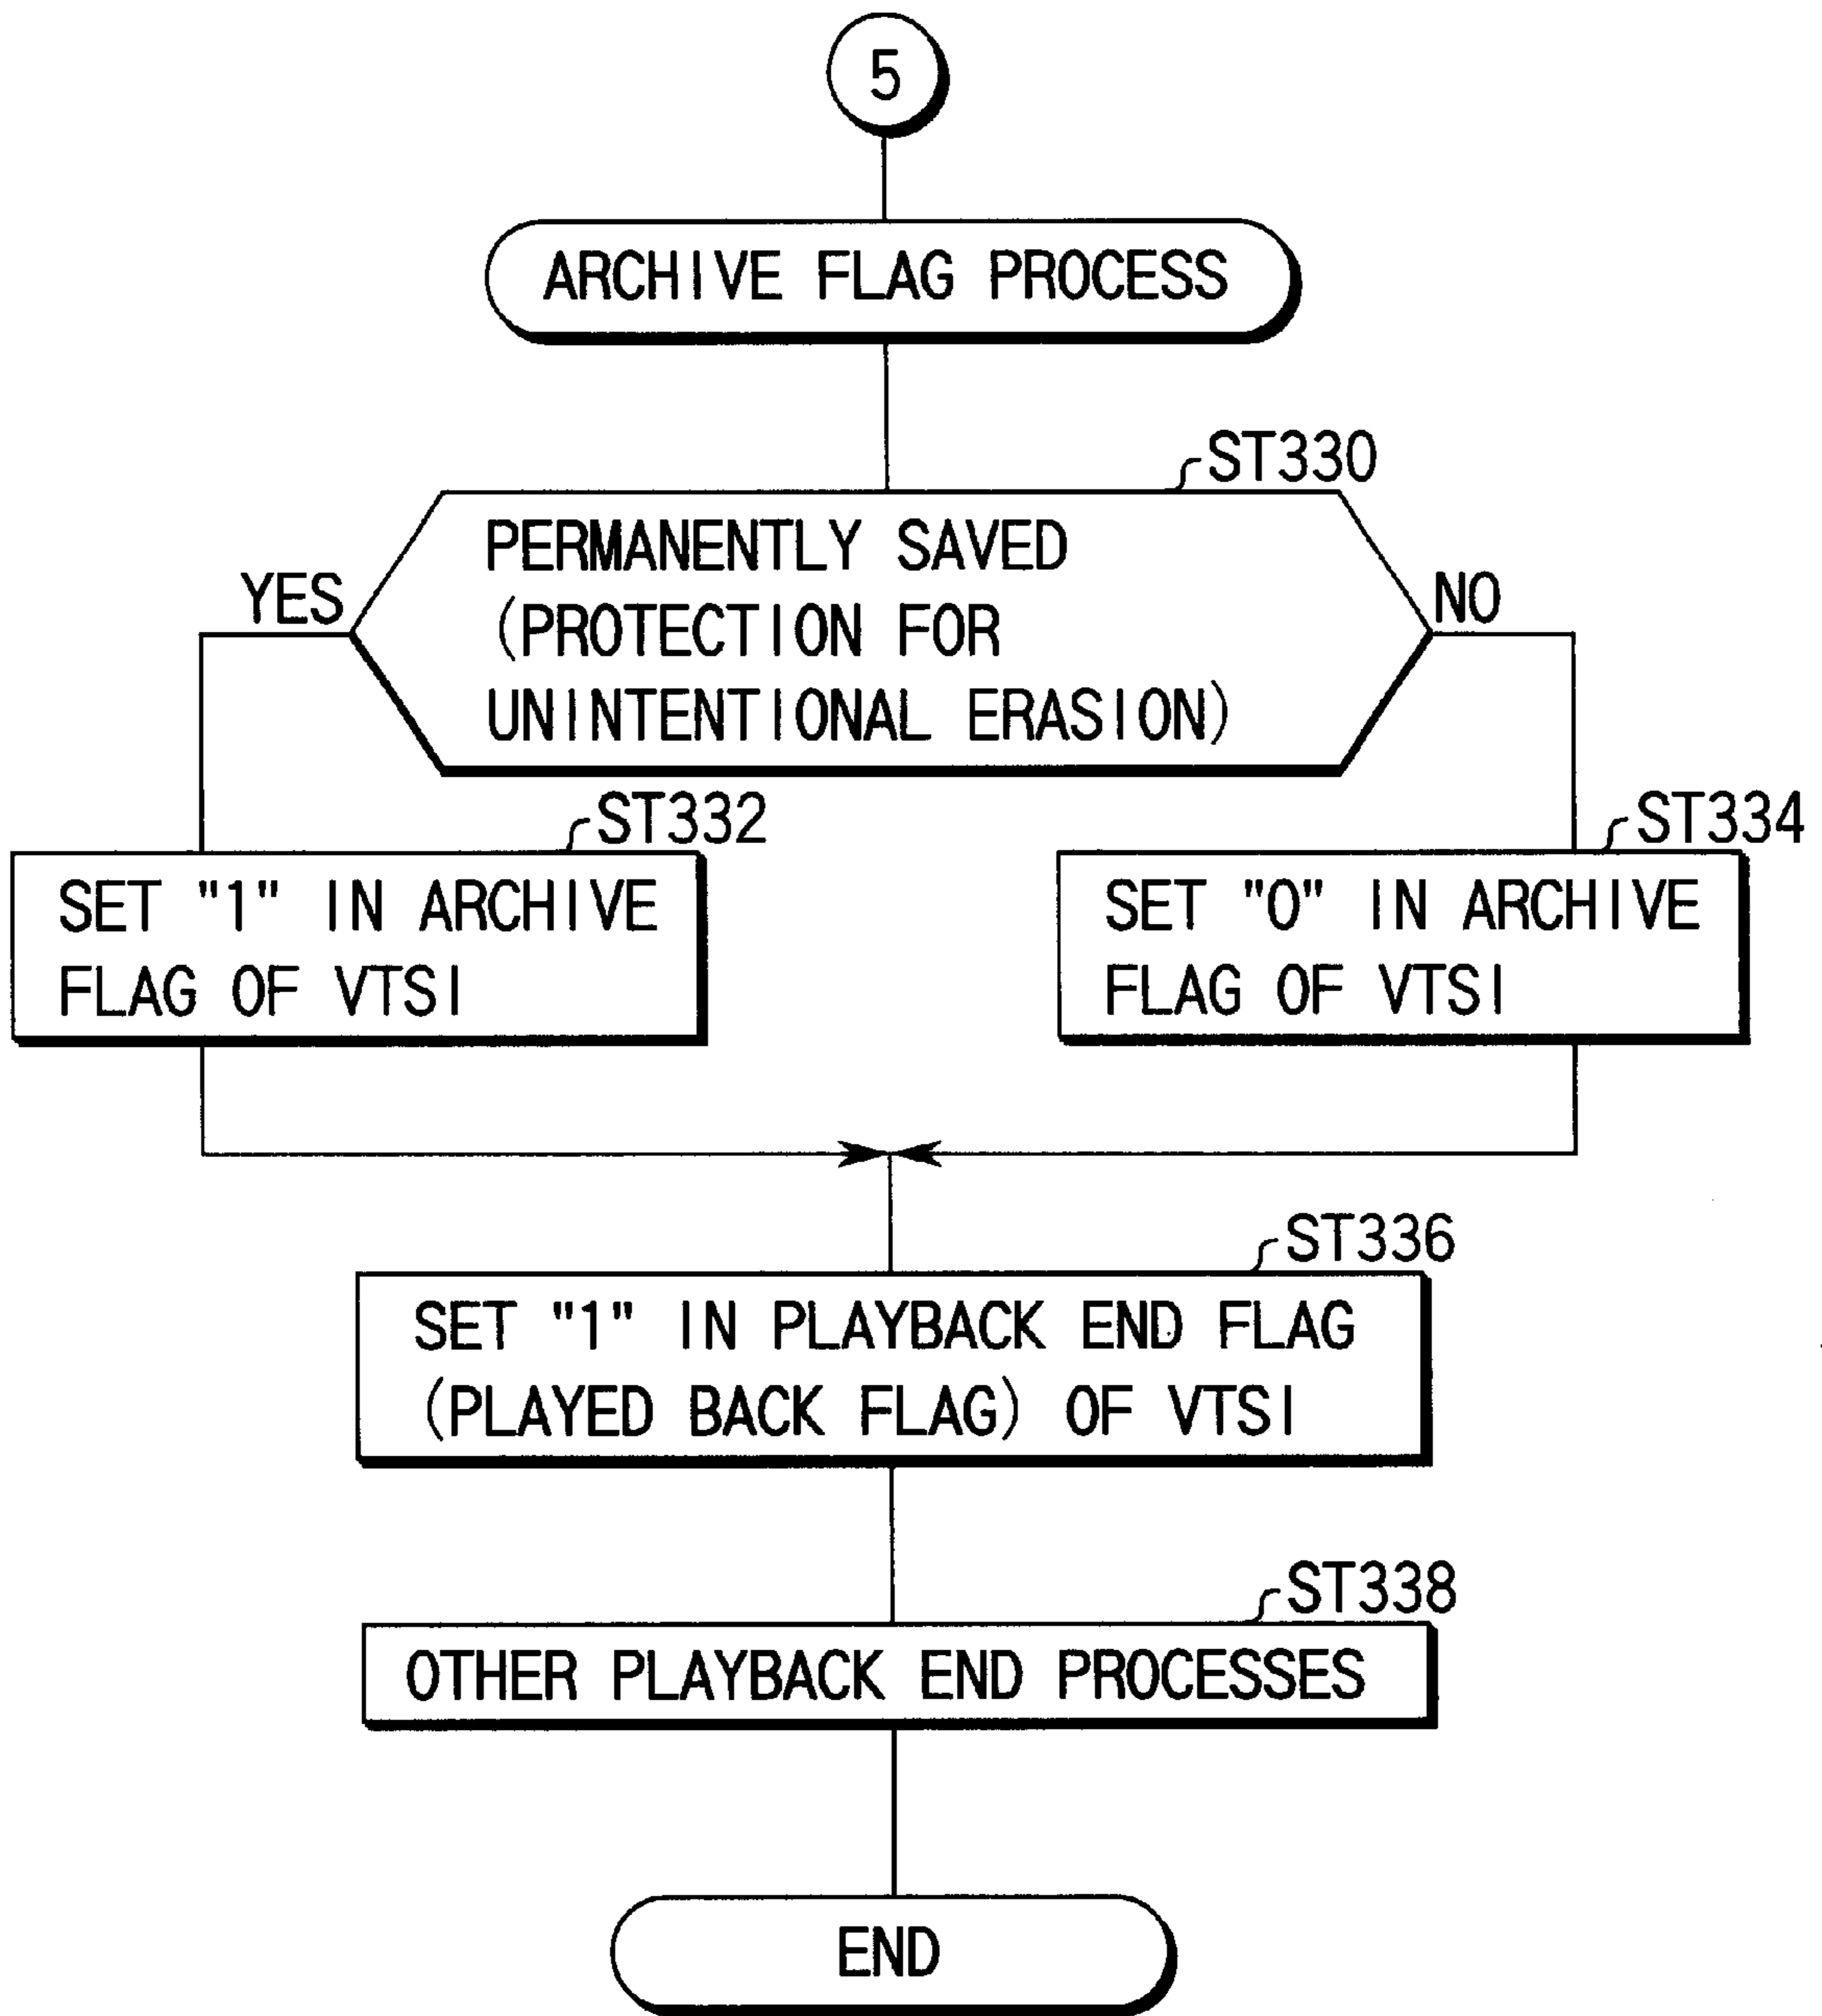 5
ARCHIVE FLAG PROCESS
ST330
PERMANENTLY SAVED
(PROTECTION FOR
UNINTENTIONAL ERASION)
YES
NO
ST332
SET "1" IN ARCHIVE
FLAG OF VTSI
ST334
SET "0" IN ARCHIVE
FLAG OF VTSI
ST336
SET "1" IN PLAYBACK END FLAG
(PLAYED BACK FLAG) OF VTSI
ST338
OTHER PLAYBACK END PROCESSES
END